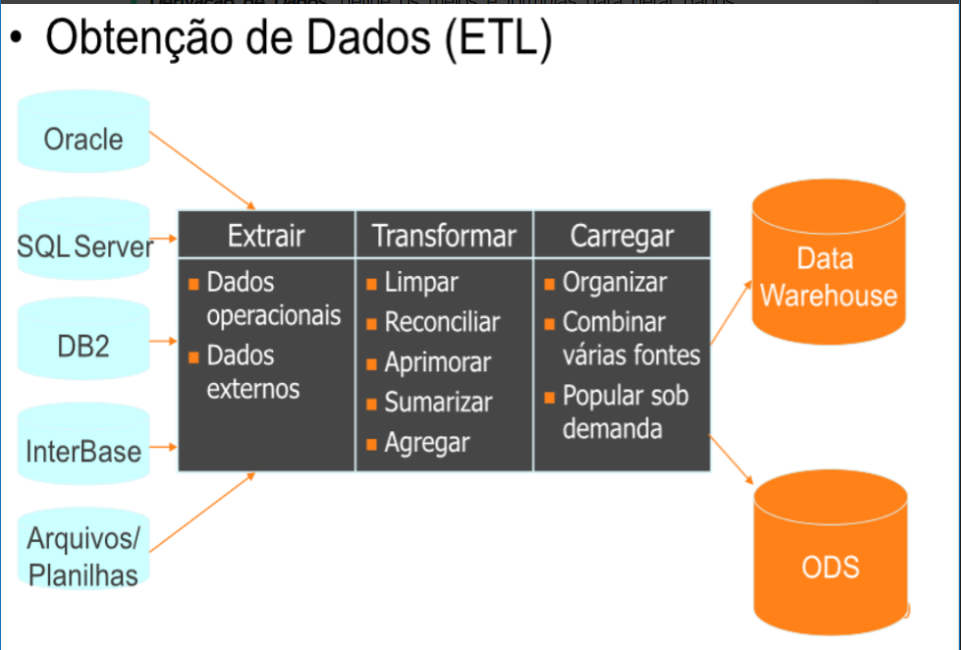 • Obtenção de Dados (ETL)
Oracle
SQL Server
DB2
InterBase
Arquivos/
Planilhas
Extrair
Dados
operacionais
Dados
externos
Transformar
Limpar
Reconciliar
Aprimorar
Sumarizar
Agregar
Carregar
Organizar
Combinar
várias fontes
Popular sob
demanda
Data
Warehouse
ODS